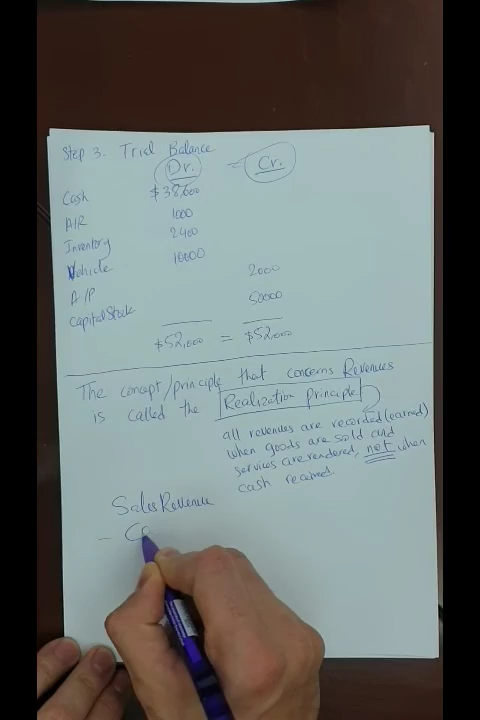 Step 3. Trial Balance
Dr. = Cr.
Cash $38,600
A/R 1000
Inventory 2400
Vehicle 10000
A/P 2000
Capital Stock 50000
$52,000 = $52,000
The concept/principle that concerns Revenues
is called the Realization principle
all revenues are recorded (earned)
when goods are sold and
services are rendered, not when
cash received.
Sales Revenue
- CO